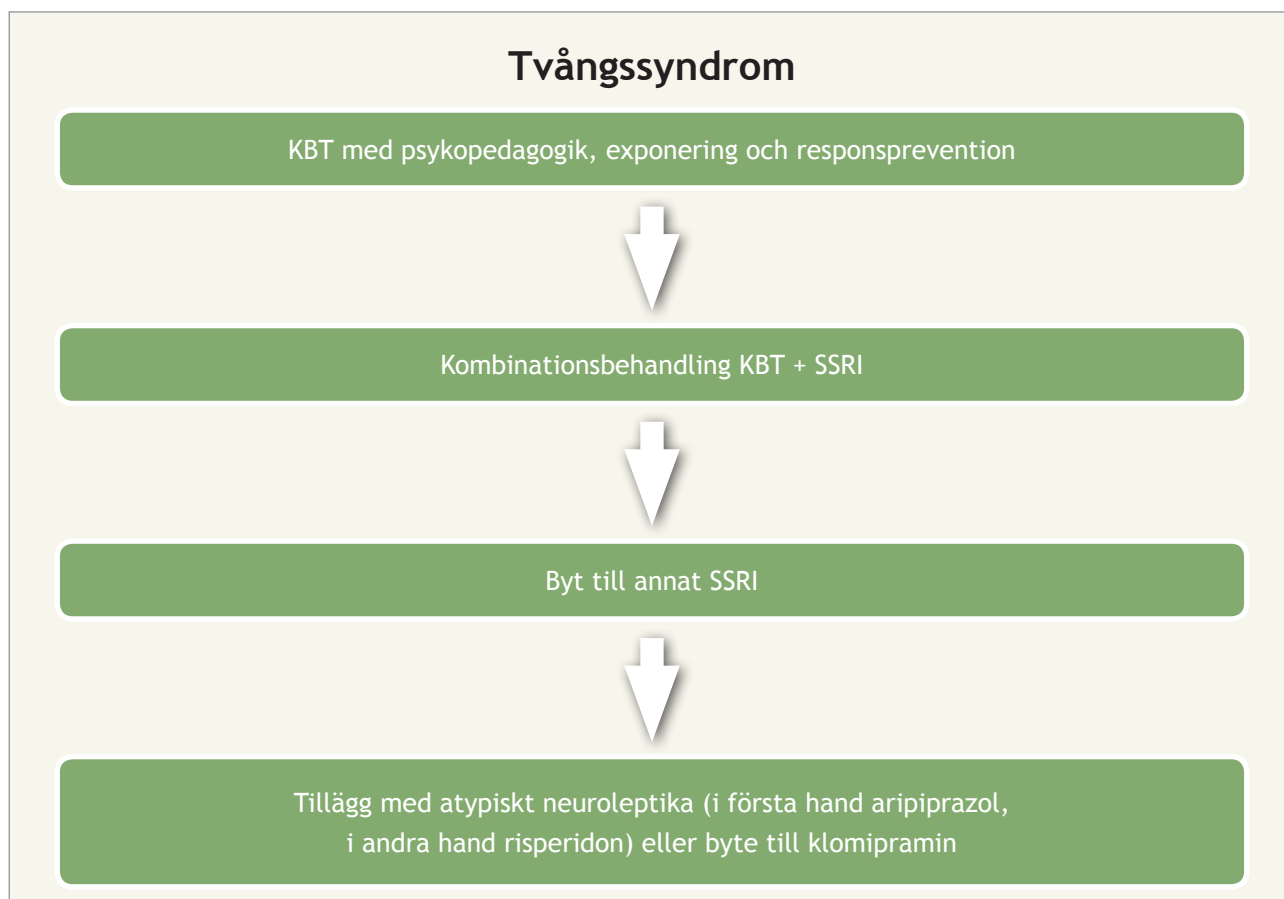 Tvångssyndrom
KBT med psykopedagogik, exponering och responsprevention
Kombinationsbehandling KBT + SSRI
Byt till annat SSRI
Tillägg med atypiskt neuroleptika (i första hand aripiprazol,
i andra hand risperidon) eller byte till klomipramin